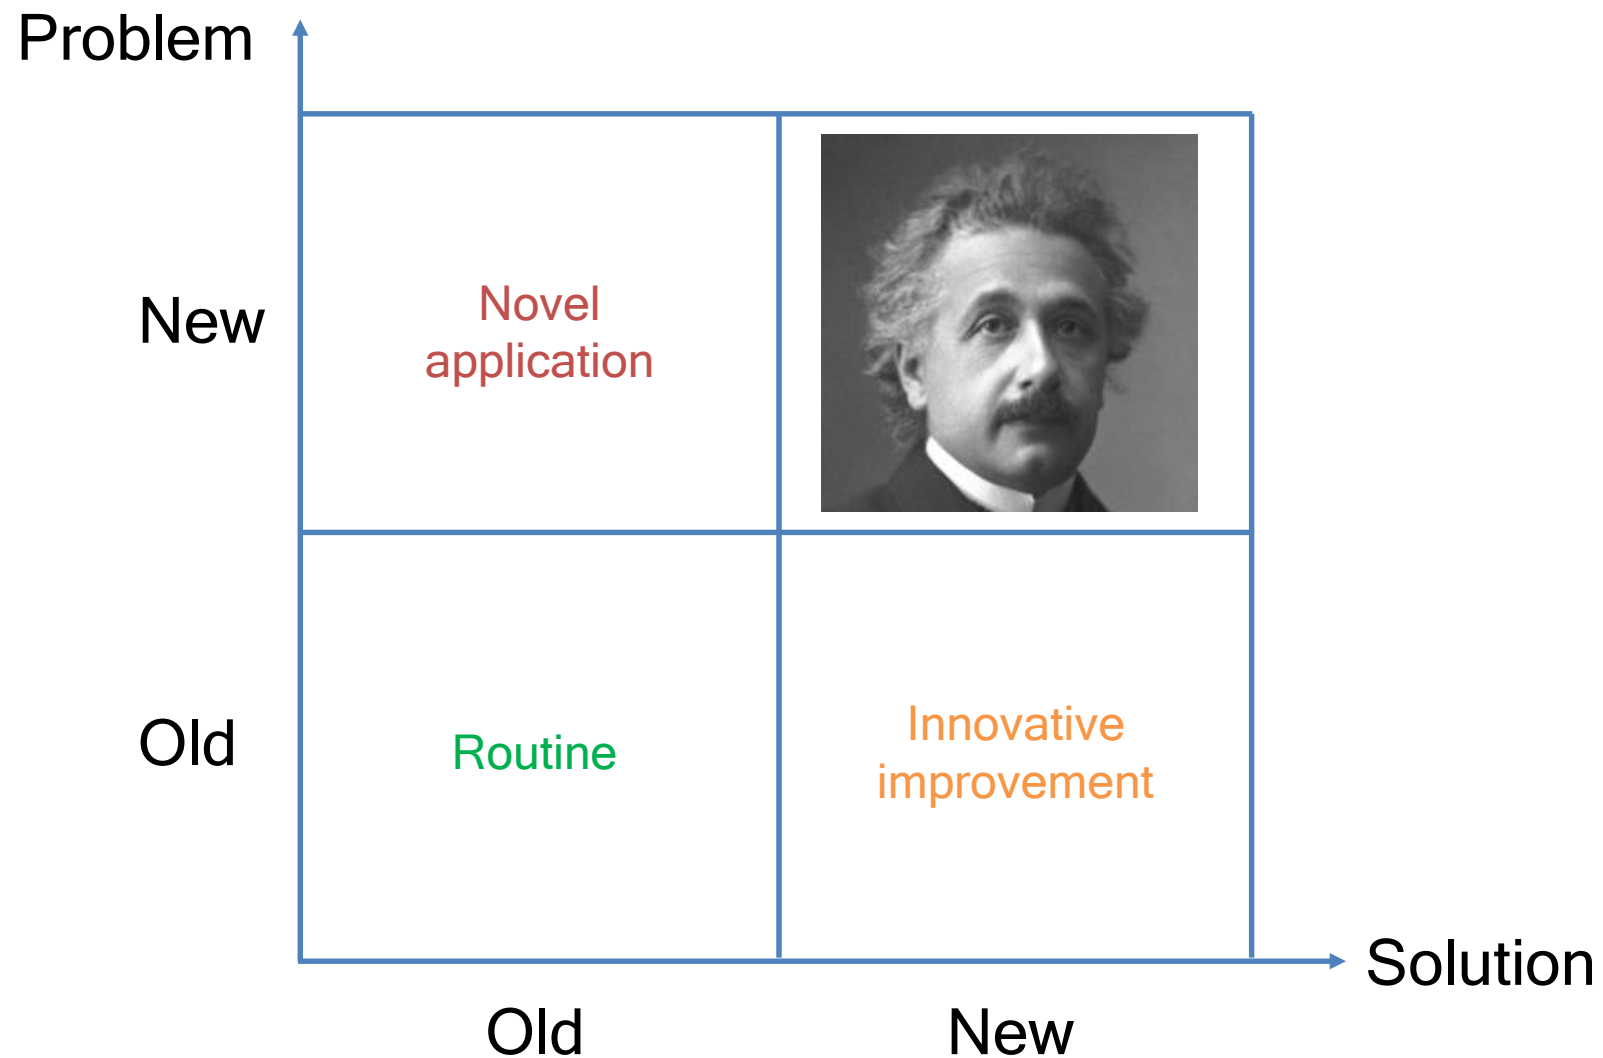 Problem
New
Novel
application
Old
Routine
Innovative
improvement
Solution
Old
New